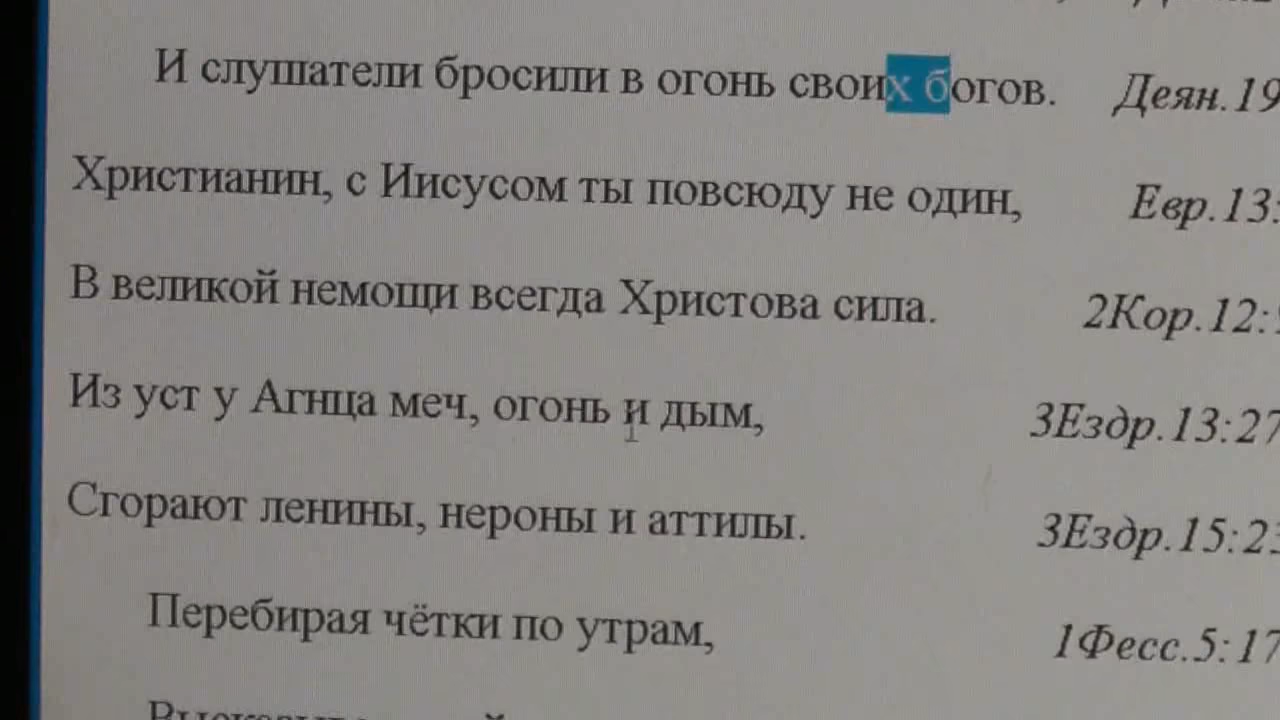 И слушатели бросили в огонь своих богов. Деян.19
Христианин, с Иисусом ты повсюду не один, Евр.13:
В великой немощи всегда Христова сила. 2Кор.12:
Из уст у Агнца меч, огонь и дым, 3Ездр.13:27
Сгорают ленины, нероны и аттилы. 3Ездр.15:23
Перебирая чётки по утрам, 1Фесс.5:17